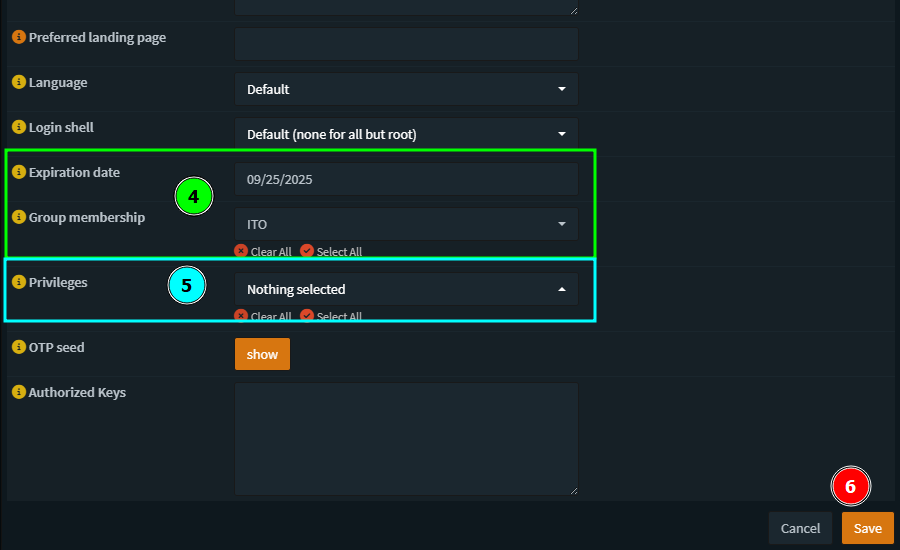 Preferred landing page
Language Default
Login shell Default (none for all but root)
Expiration date 09/25/2025
4
Group membership ITO
Clear All Select All
Privileges 5 Nothing selected
Clear All Select All
OTP seed show
Authorized Keys
6
Cancel Save